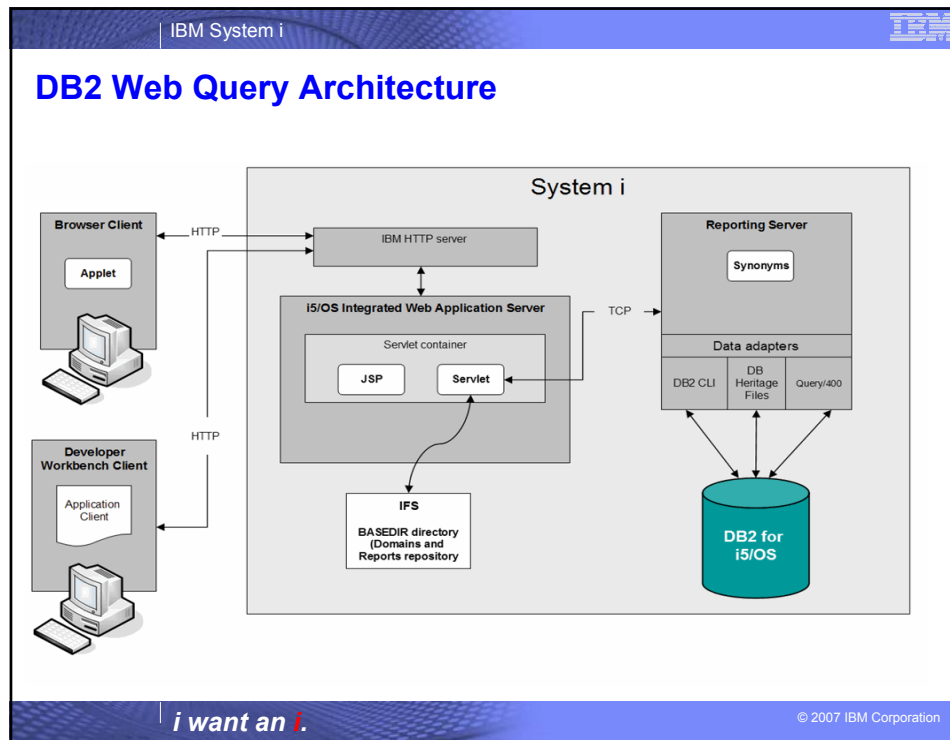 IBM System i
IBM
DB2 Web Query Architecture
System i
Browser Client
Applet
HTTP
IBM HTTP server
Reporting Server
Synonyms
i5/OS Integrated Web Application Server
Servlet container
JSP
Servlet
TCP
Data adapters
DB2 CLI
DB
Heritage
Files
Query/400
HTTP
Developer
Workbench Client
Application
Client
IFS
BASEDIR directory
(Domains and
Reports repository
DB2 for
i5/OS
i want an i.
© 2007 IBM Corporation